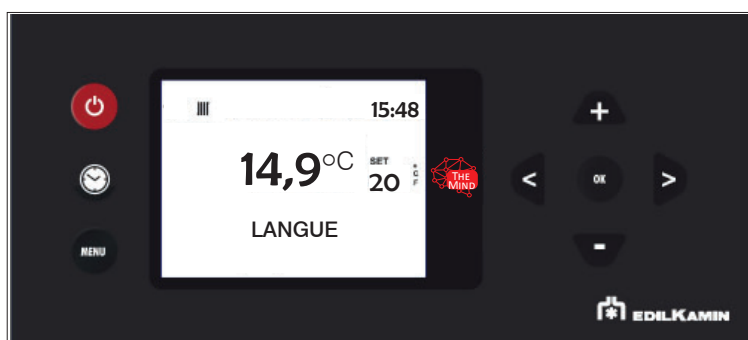 15:48
14,9°C
SET
20
°C
°F
LANGUE
MENU
THE
MIND
+
<
OK
>
-
EDILKAMIN